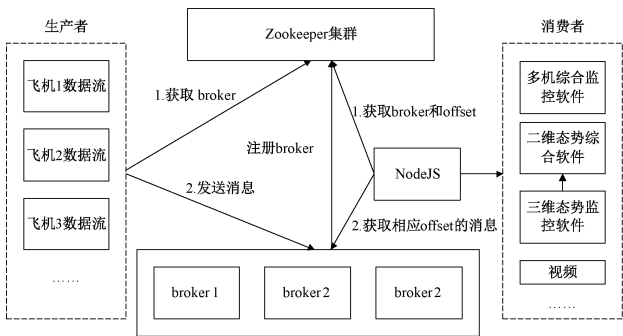 生产者
飞机1数据流
飞机2数据流
飞机3数据流
……
Zookeeper集群
1.获取 broker
注册broker
1.获取broker和offset
2.发送消息
NodeJS
2.获取相应offset的消息
broker 1
broker 2
broker 2
消费者
多机综合监
控软件
二维态势综
合软件
三维态势监
控软件
视频
……